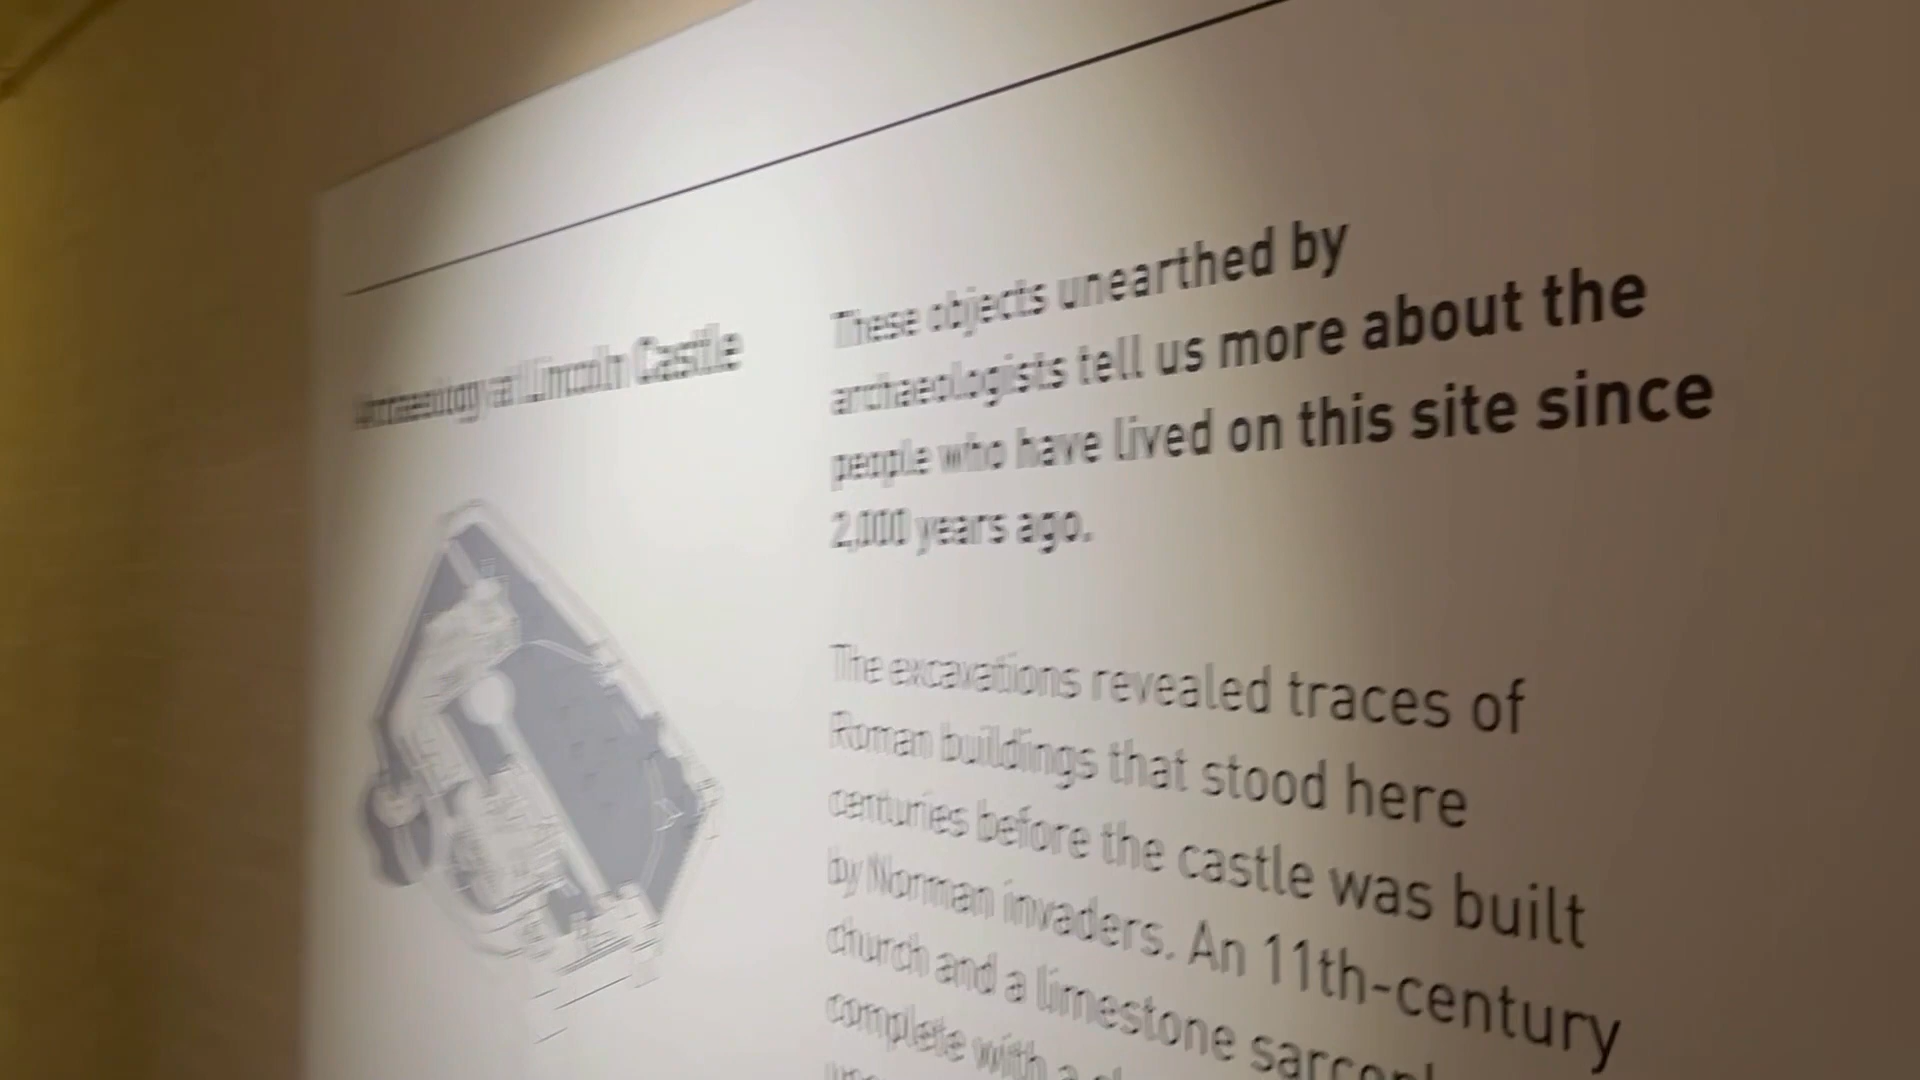 Archaeology at Lincoln Castle
These objects unearthed by
archaeologists tell us more about the
people who have lived on this site since
2,000 years ago.
The excavations revealed traces of
Roman buildings that stood here
centuries before the castle was built
by Norman invaders. An 11th-century
church and a limestone
complete with a